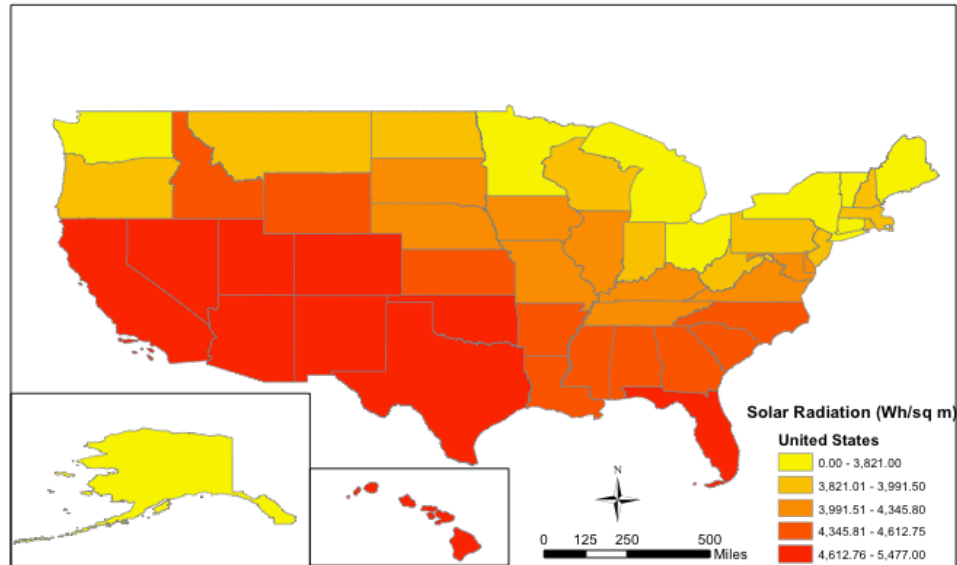 Solar Radiation (Wh/sq m)
United States
0.00 - 3,821.00
3,821.01 - 3,991.50
3,991.51 - 4,345.80
4,345.81 - 4,612.75
4,612.76 - 5,477.00
N
0 125 250 500
Miles